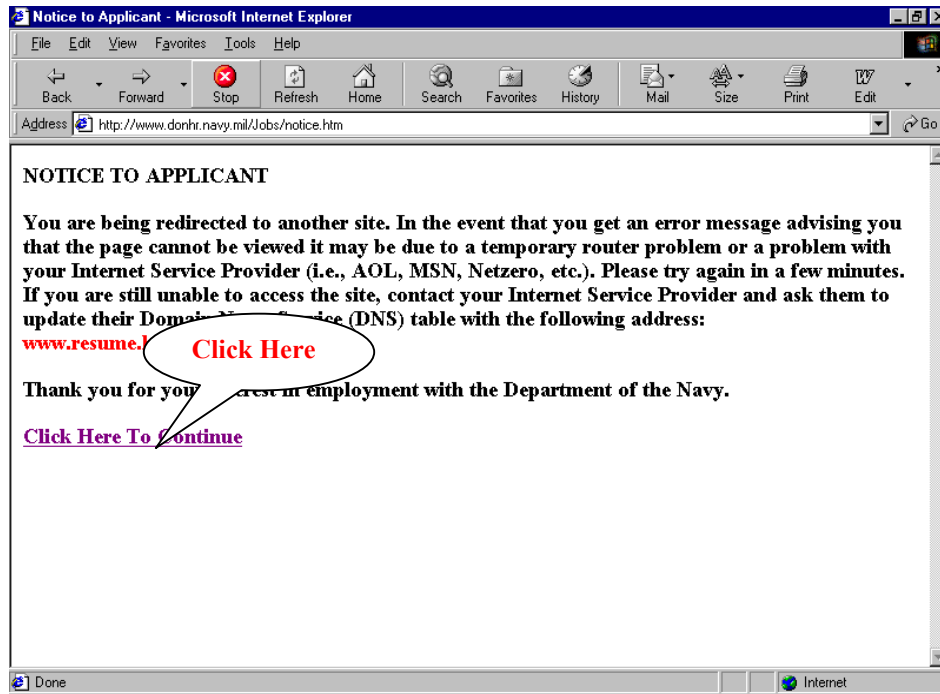 Notice to Applicant - Microsoft Internet Explorer
File Edit View Favorites Tools Help
Back Forward Stop Refresh Home Search Favorites History Mail Size Print Edit
Address http://www.donhr.navy.mil/Jobs/notice.htm Go
NOTICE TO APPLICANT
You are being redirected to another site. In the event that you get an error message advising you
that the page cannot be viewed it may be due to a temporary router problem or a problem with
your Internet Service Provider (i.e., AOL, MSN, Netzero, etc.). Please try again in a few minutes.
If you are still unable to access the site, contact your Internet Service Provider and ask them to
update their Domain Name Service (DNS) table with the following address:
www.resume.
Click Here
Thank you for your interest in employment with the Department of the Navy.
Click Here To Continue
Done Internet